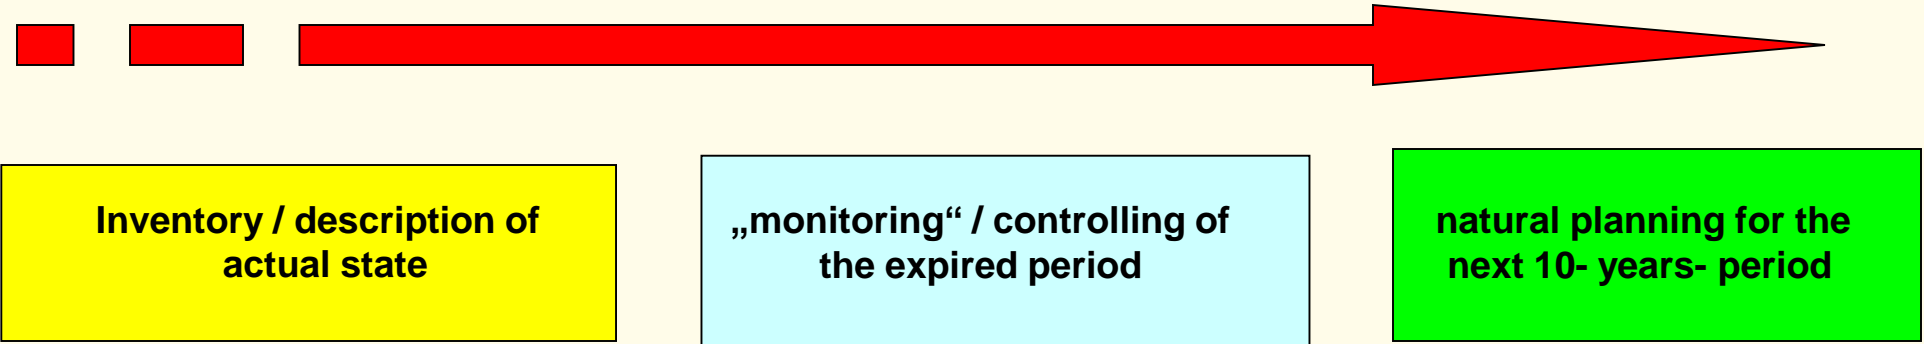 Inventory / description of
actual state
„monitoring“ / controlling of
the expired period
natural planning for the
next 10- years- period